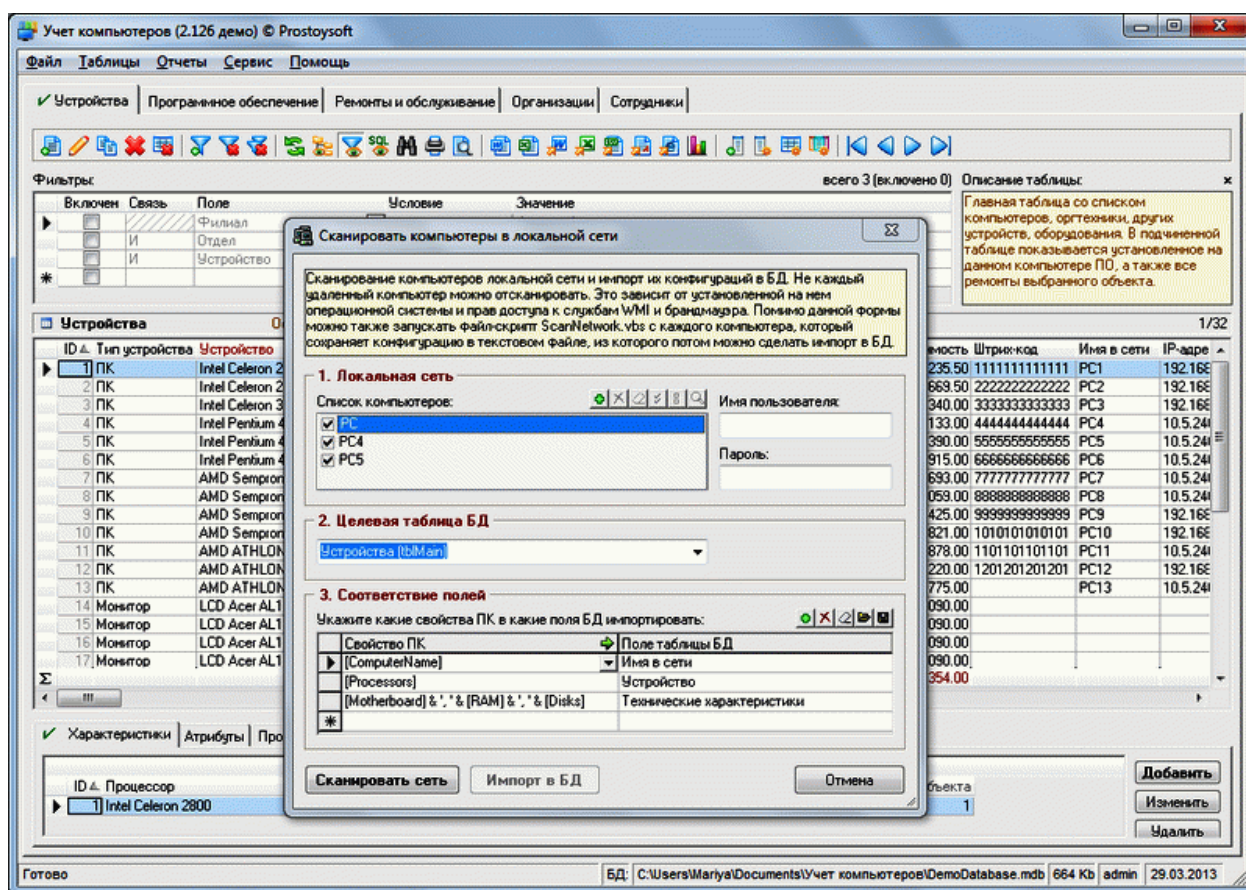 Учет компьютеров (2.126 демо) © Prostoysoft
Файл Таблицы Отчеты Сервис Помощь
Устройства Программное обеспечение Ремонты и обслуживание Организации Сотрудники
Фильтры: всего 3 (включено 0) Описание таблицы: x
Включен Связь Поле Условие Значение
Филиал
И Отдел
И Устройство
Главная таблица со списком
компьютеров, оргтехники, других
устройств, оборудования. В подчиненной
таблице показывается установленное на
данном компьютере ПО, а также все
ремонты выбранного объекта.
Устройства 1/32
ID Тип устройства Устройство
1 ПК Intel Celeron 2
2 ПК Intel Celeron 2
3 ПК Intel Celeron 3
4 ПК Intel Pentium 4
5 ПК Intel Pentium 4
6 ПК Intel Pentium 4
7 ПК AMD Sempron
8 ПК AMD Sempron
9 ПК AMD Sempron
10 ПК AMD Sempron
11 ПК AMD ATHLON
12 ПК AMD ATHLON
13 ПК AMD ATHLON
14 Монитор LCD Acer AL1
15 Монитор LCD Acer AL1
16 Монитор LCD Acer AL1
17 Монитор LCD Acer AL1
Σ
Сканировать компьютеры в локальной сети
Сканирование компьютеров локальной сети и импорт их конфигураций в БД. Не каждый
удаленный компьютер можно отсканировать. Это зависит от установленной на нем
операционной системы и прав доступа к службам WMI и брандмауэра. Помимо данной формы
можно также запускать файл-скрипт ScanNetwork.vbs с каждого компьютера, который
сохраняет конфигурацию в текстовом файле, из которого потом можно сделать импорт в БД.
1. Локальная сеть
Список компьютеров: Имя пользователя:
PC
PC4
PC5
Пароль:
2. Целевая таблица БД
Устройства [tblMain]
3. Соответствие полей
Укажите какие свойства ПК в какие поля БД импортировать:
Свойство ПК Поле таблицы БД
[ComputerName] Имя в сети
[Processors] Устройство
[Motherboard] & ', ' & [RAM] & ', ' & [Disks] Технические характеристики
Сканировать сеть Импорт в БД Отмена
мость Штрих-код Имя в сети IP-адре
235.50 1111111111111 PC1 192.168
669.50 2222222222222 PC2 192.168
340.00 3333333333333 PC3 192.168
133.00 4444444444444 PC4 10.5.24
390.00 5555555555555 PC5 10.5.24
915.00 6666666666666 PC6 10.5.24
693.00 7777777777777 PC7 10.5.24
059.00 8888888888888 PC8 10.5.24
425.00 9999999999999 PC9 192.168
821.00 1010101010101 PC10 192.168
878.00 1101101101101 PC11 10.5.24
220.00 1201201201201 PC12 192.168
775.00 PC13 10.5.24
090.00
090.00
090.00
090.00
354.00
Характеристики Атрибуты Про
ID Процессор бъекта
1 Intel Celeron 2800 1
Добавить
Изменить
Удалить
Готово БД: C:\Users\Mariya\Documents\Учет компьютеров\DemoDatabase.mdb 664 Kb admin 29.03.2013